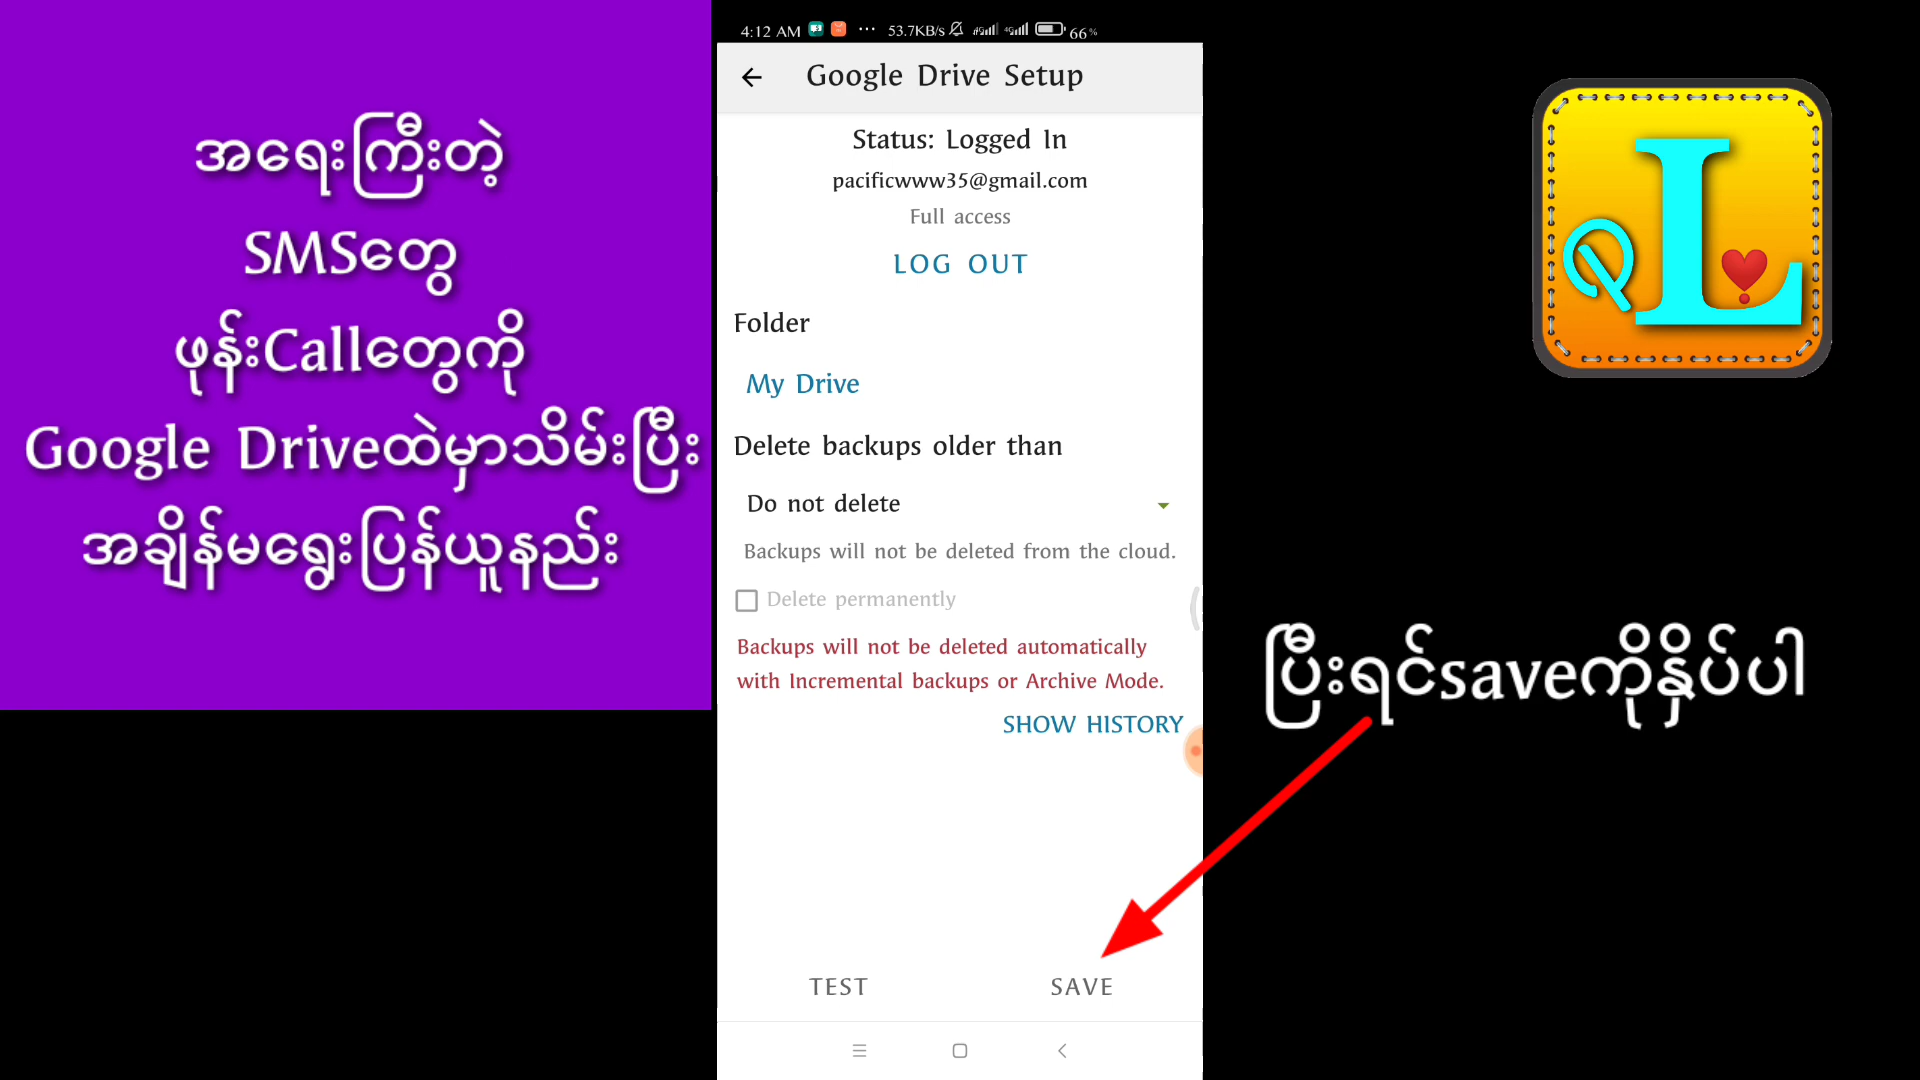 အရေးကြီးတဲ့
SMSတွေ
ဖုန်းCallတွေကို
Google Driveထဲမှာသိမ်းပြီး
အချိန်မရွေးပြန်ယူနည်း
4:12 AM ... 53.7KB/s 4G 4G 66%
Google Drive Setup
Status: Logged In
pacificwww35@gmail.com
Full access
LOG OUT
Folder
My Drive
Delete backups older than
Do not delete
Backups will not be deleted from the cloud.
Delete permanently
Backups will not be deleted automatically
with Incremental backups or Archive Mode.
SHOW HISTORY
TEST SAVE
L
ပြီးရင်saveကိုနှိပ်ပါ